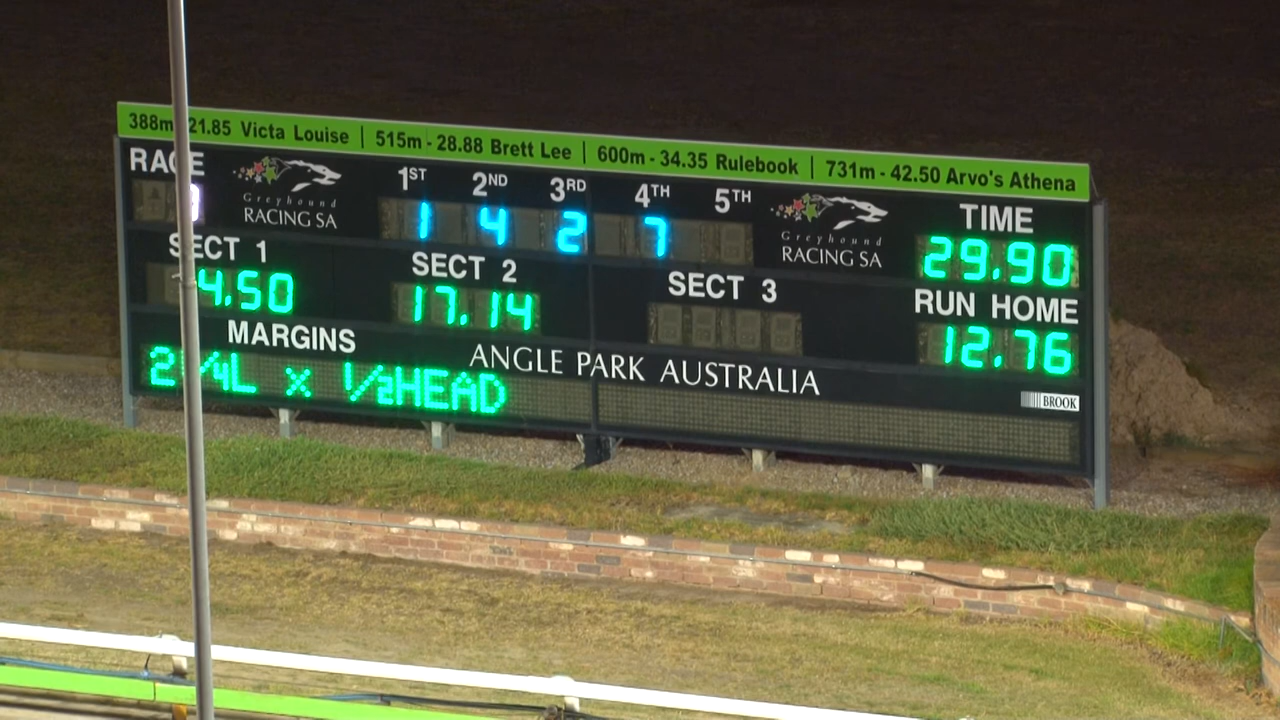 388m 21.85 Victa Louise | 515m - 28.88 Brett Lee | 600m - 34.35 Rulebook | 731m - 42.50 Arvo's Athena
RACE
Greyhound
RACING SA
1ST 2ND 3RD 4TH 5TH
1 4 2 7
Greyhound
RACING SA
TIME
29.90
SECT 1
4.50
SECT 2
17.14
SECT 3
RUN HOME
12.76
MARGINS
ANGLE PARK AUSTRALIA
2 1/4L x 1/2HEAD
BROOK